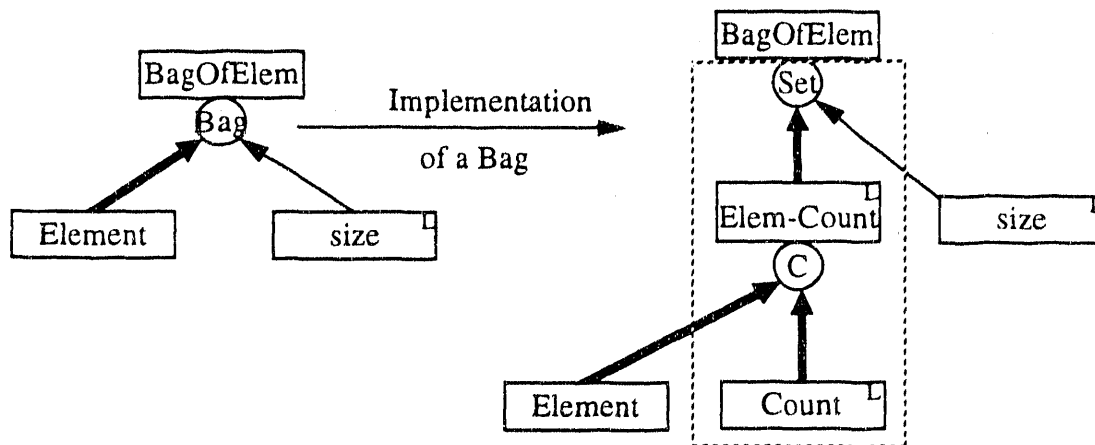 BagOfElem
Bag
Element
size
L
Implementation
of a Bag
BagOfElem
Set
L
Elem-Count
size
L
C
Element
Count
L